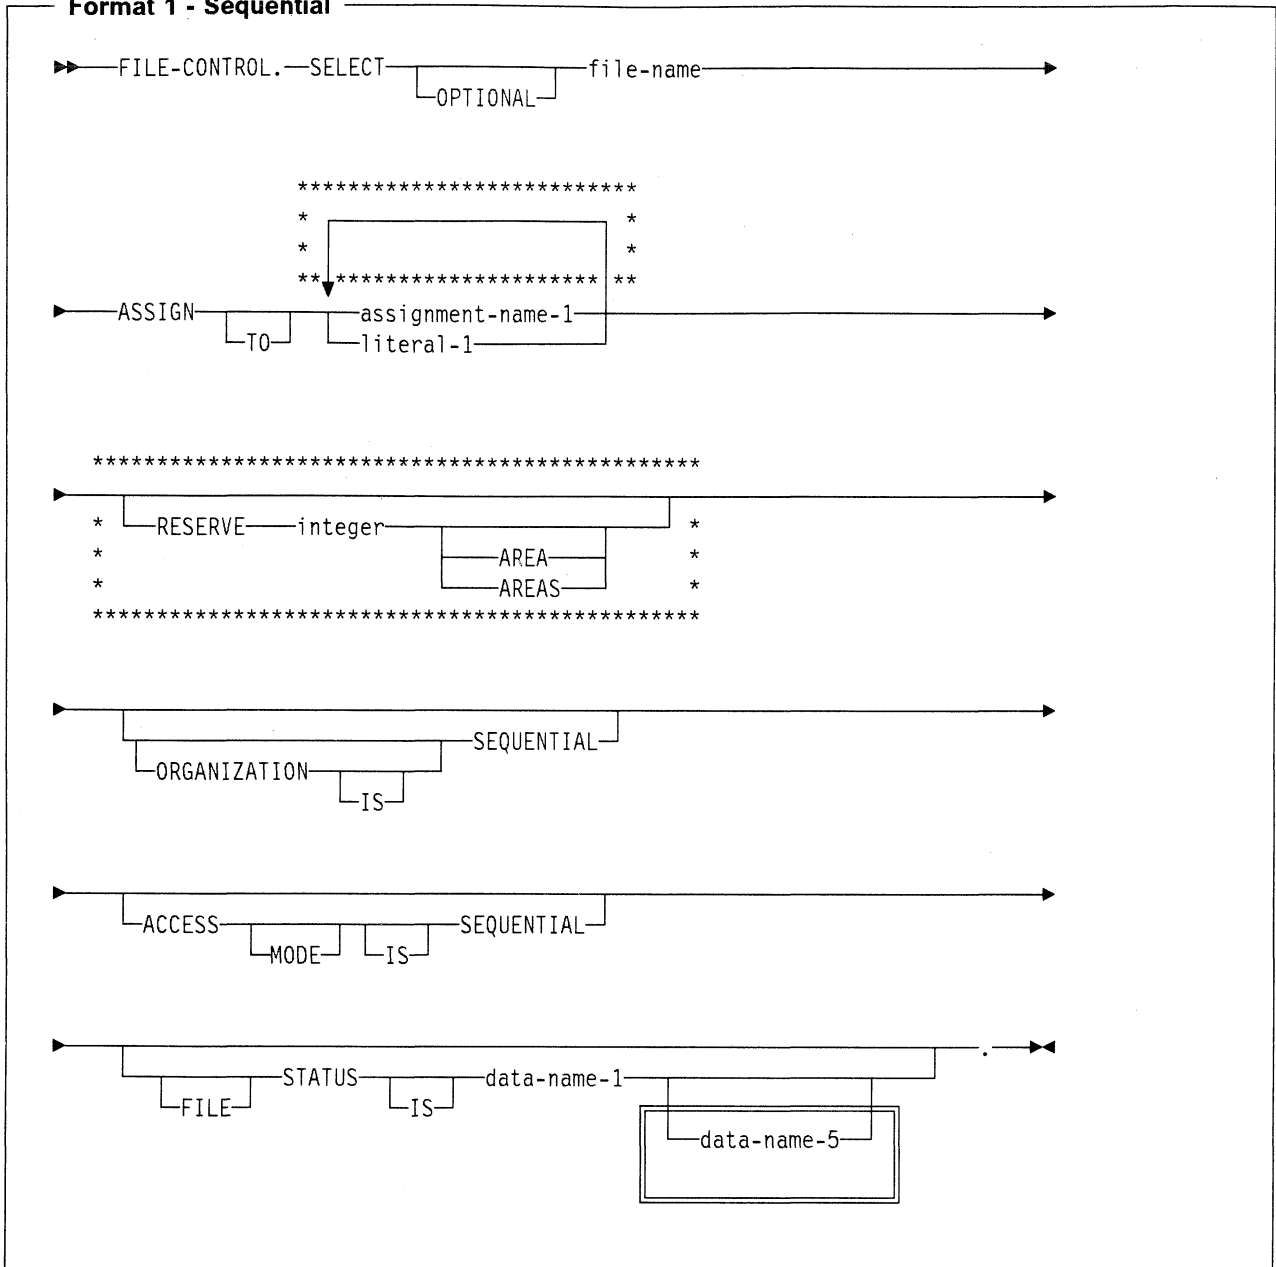 Format 1 - Sequential
FILE-CONTROL. SELECT file-name
OPTIONAL
**************************
* *
* *
** ********************* **
ASSIGN assignment-name-1
TO literal-1
************************************************
* RESERVE integer *
* AREA *
* AREAS *
************************************************
SEQUENTIAL
ORGANIZATION
IS
ACCESS SEQUENTIAL
MODE IS
.
STATUS data-name-1
FILE IS
data-name-5